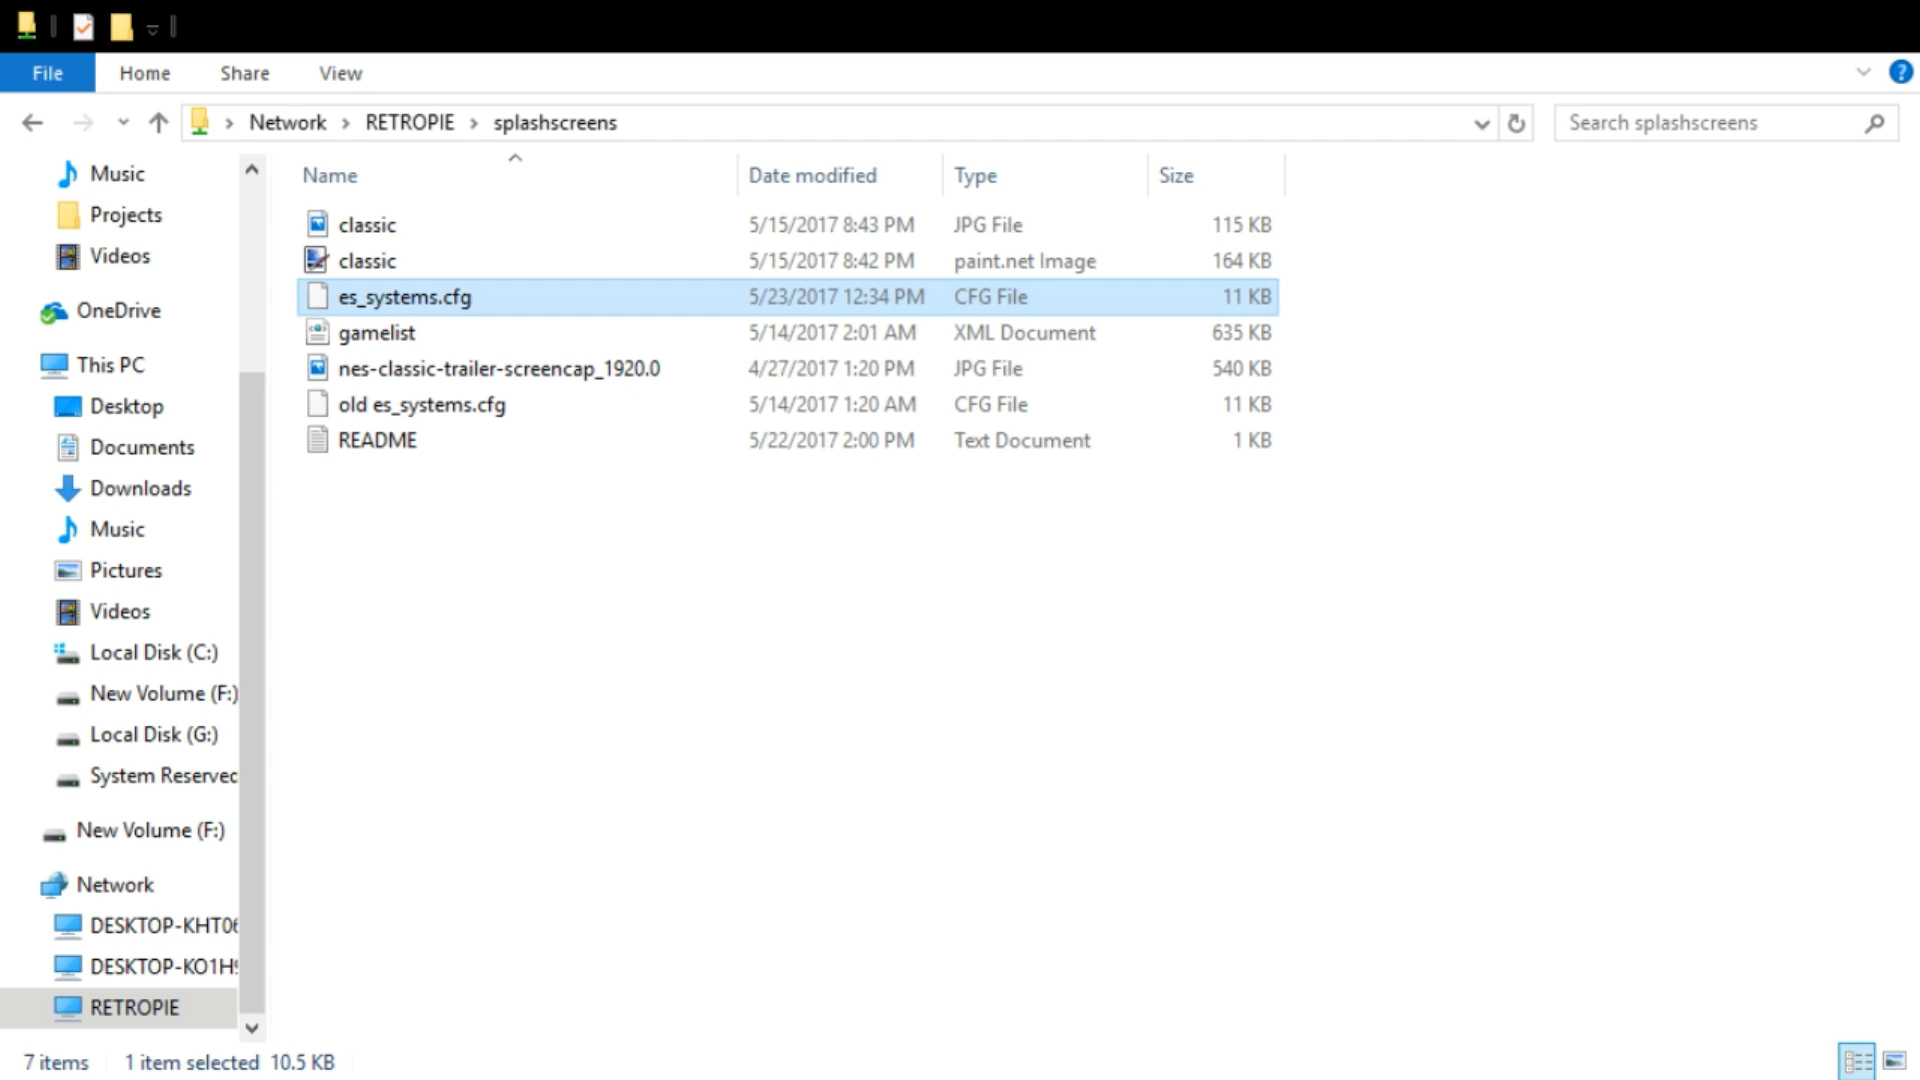 File Home Share View
Network RETROPIE splashscreens
Search splashscreens
Music
Projects
Videos
OneDrive
This PC
Desktop
Documents
Downloads
Music
Pictures
Videos
Local Disk (C:)
New Volume (F:)
Local Disk (G:)
System Reserved
New Volume (F:)
Network
DESKTOP-KHT06
DESKTOP-KO1H
RETROPIE
Name Date modified Type Size
classic 5/15/2017 8:43 PM JPG File 115 KB
classic 5/15/2017 8:42 PM paint.net Image 164 KB
es_systems.cfg 5/23/2017 12:34 PM CFG File 11 KB
gamelist 5/14/2017 2:01 AM XML Document 635 KB
nes-classic-trailer-screencap_1920.0 4/27/2017 1:20 PM JPG File 540 KB
old es_systems.cfg 5/14/2017 1:20 AM CFG File 11 KB
README 5/22/2017 2:00 PM Text Document 1 KB
7 items 1 item selected 10.5 KB